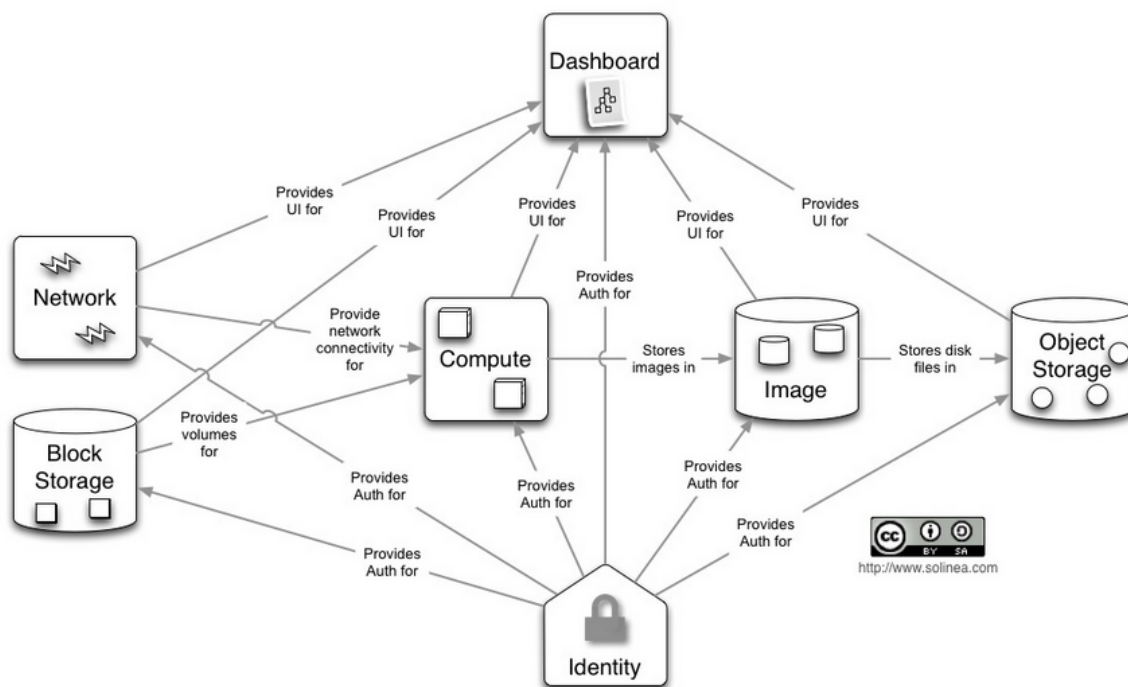 Dashboard
Provides
UI for
Provides
UI for
Provides
UI for
Provides
UI for
Provides
UI for
Provides
Auth for
Network
Provide
network
connectivity
for
Compute
Stores
images in
Image
Stores disk
files in
Object
Storage
Block
Storage
Provides
volumes
for
Provides
Auth for
Provides
Auth for
Provides
Auth for
Provides
Auth for
Provides
Auth for
Identity
cc
BY SA
http://www.solinea.com